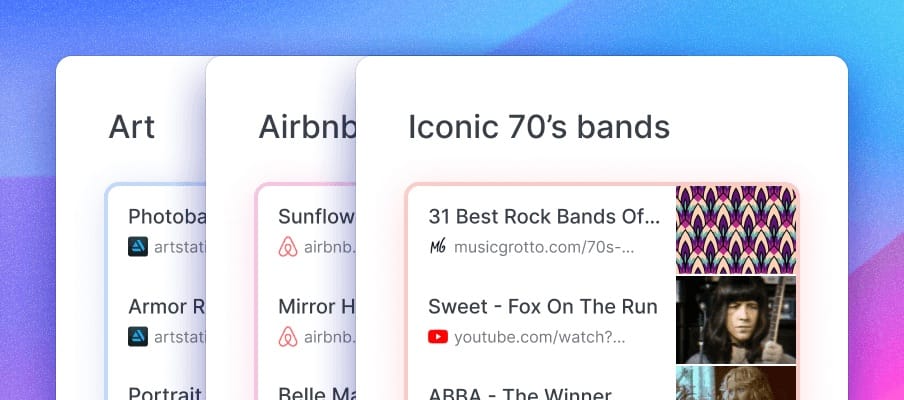 Art
Photoba
artstati
Armor R
artstati
Portrait
Airbnb
Sunflow
airbnb.
Mirror H
airbnb.
Belle Ma
Iconic 70’s bands
31 Best Rock Bands Of...
M6 musicgrotto.com/70s-...
Sweet - Fox On The Run
youtube.com/watch?...
ABBA - The Winner